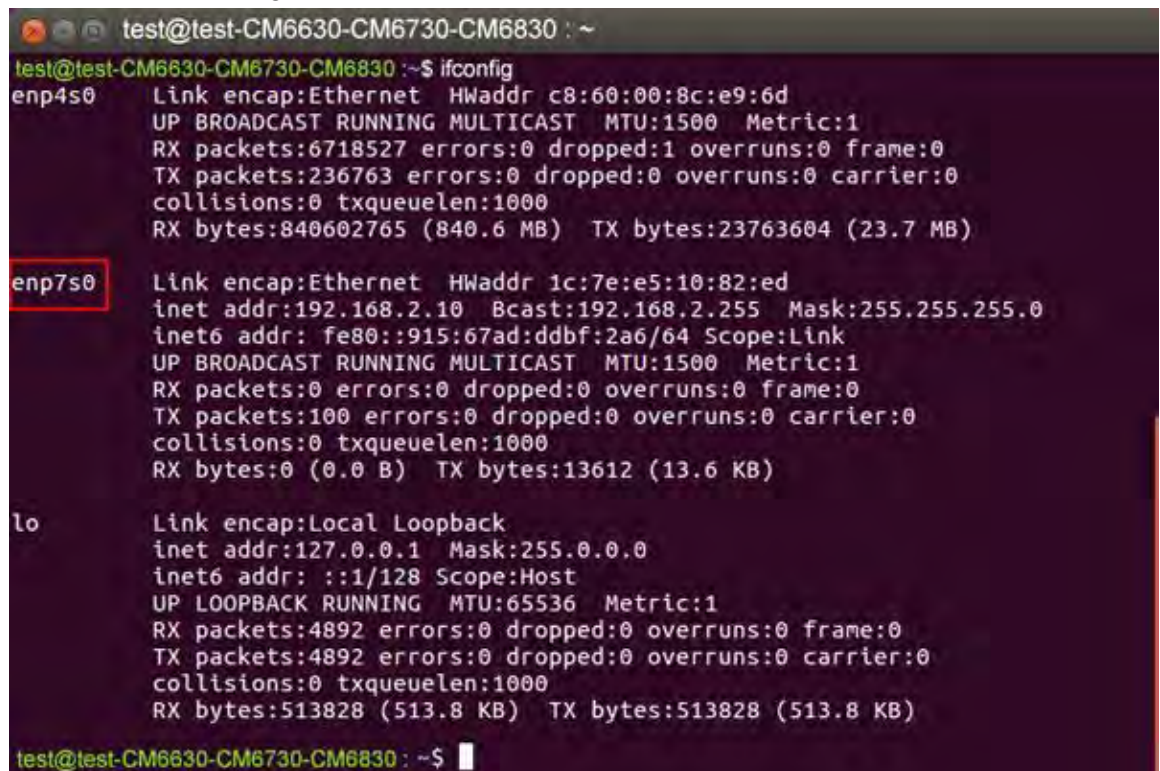 test@test-CM6630-CM6730-CM6830 : ~
test@test-CM6630-CM6730-CM6830 :~$ ifconfig
enp4s0 Link encap:Ethernet HWaddr c8:60:00:8c:e9:6d
UP BROADCAST RUNNING MULTICAST MTU:1500 Metric:1
RX packets:6718527 errors:0 dropped:1 overruns:0 frame:0
TX packets:236763 errors:0 dropped:0 overruns:0 carrier:0
collisions:0 txqueuelen:1000
RX bytes:840602765 (840.6 MB) TX bytes:23763604 (23.7 MB)
enp7s0 Link encap:Ethernet HWaddr 1c:7e:e5:10:82:ed
inet addr:192.168.2.10 Bcast:192.168.2.255 Mask:255.255.255.0
inet6 addr: fe80::915:67ad:ddbf:2a6/64 Scope:Link
UP BROADCAST RUNNING MULTICAST MTU:1500 Metric:1
RX packets:0 errors:0 dropped:0 overruns:0 frame:0
TX packets:100 errors:0 dropped:0 overruns:0 carrier:0
collisions:0 txqueuelen:1000
RX bytes:0 (0.0 B) TX bytes:13612 (13.6 KB)
lo Link encap:Local Loopback
inet addr:127.0.0.1 Mask:255.0.0.0
inet6 addr: ::1/128 Scope:Host
UP LOOPBACK RUNNING MTU:65536 Metric:1
RX packets:4892 errors:0 dropped:0 overruns:0 frame:0
TX packets:4892 errors:0 dropped:0 overruns:0 carrier:0
collisions:0 txqueuelen:1000
RX bytes:513828 (513.8 KB) TX bytes:513828 (513.8 KB)
test@test-CM6630-CM6730-CM6830 : ~$